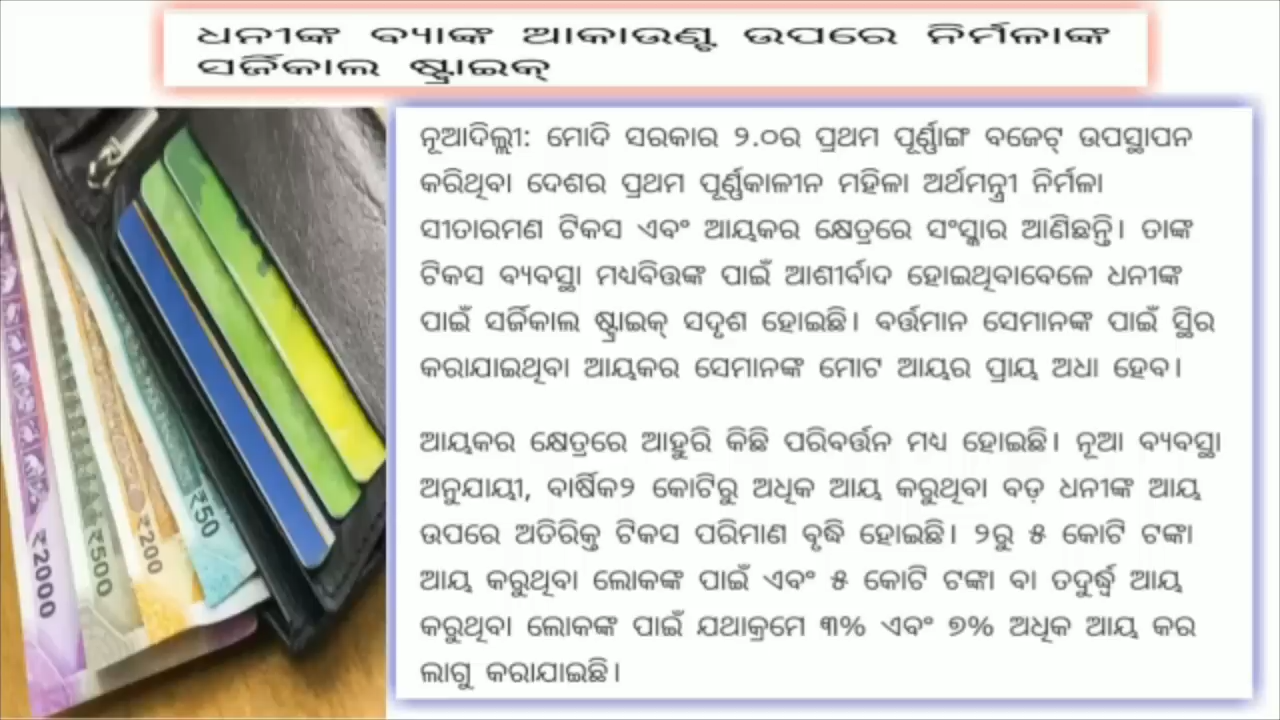 ଧନୀଙ୍କ ବ୍ୟାଙ୍କ ଆକାଉଣ୍ଟ ଉପରେ ନିର୍ମଳାଙ୍କ
ସର୍ଜିକାଲ ଷ୍ଟ୍ରାଇକ୍
ନୂଆଦିଲ୍ଲୀ: ମୋଦି ସରକାର ୨.୦ର ପ୍ରଥମ ପୂର୍ଣ୍ଣାଙ୍ଗ ବଜେଟ୍ ଉପସ୍ଥାପନ
କରିଥିବା ଦେଶର ପ୍ରଥମ ପୂର୍ଣ୍ଣକାଳୀନ ମହିଳା ଅର୍ଥମନ୍ତ୍ରୀ ନିର୍ମଳା
ସୀତାରମଣ ଟିକସ ଏବଂ ଆୟକର କ୍ଷେତ୍ରରେ ସଂସ୍କାର ଆଣିଛନ୍ତି। ତାଙ୍କ
ଟିକସ ବ୍ୟବସ୍ଥା ମଧ୍ୟବିତ୍ତଙ୍କ ପାଇଁ ଆଶୀର୍ବାଦ ହୋଇଥିବାବେଳେ ଧନୀଙ୍କ
ପାଇଁ ସର୍ଜିକାଲ ଷ୍ଟ୍ରାଇକ୍ ସଦୃଶ ହୋଇଛି। ବର୍ତ୍ତମାନ ସେମାନଙ୍କ ପାଇଁ ସ୍ଥିର
କରାଯାଇଥିବା ଆୟକର ସେମାନଙ୍କ ମୋଟ ଆୟର ପ୍ରାୟ ଅଧା ହେବ।
ଆୟକର କ୍ଷେତ୍ରରେ ଆହୁରି କିଛି ପରିବର୍ତ୍ତନ ମଧ୍ୟ ହୋଇଛି। ନୂଆ ବ୍ୟବସ୍ଥା
ଅନୁଯାୟୀ, ବାର୍ଷିକ୨ କୋଟିରୁ ଅଧିକ ଆୟ କରୁଥିବା ବଡ଼ ଧନୀଙ୍କ ଆୟ
ଉପରେ ଅତିରିକ୍ତ ଟିକସ ପରିମାଣ ବୃଦ୍ଧି ହୋଇଛି। ୨ରୁ ୫ କୋଟି ଟଙ୍କା
ଆୟ କରୁଥିବା ଲୋକଙ୍କ ପାଇଁ ଏବଂ ୫ କୋଟି ଟଙ୍କା ବା ତଦୁର୍ଦ୍ଧ୍ୱ ଆୟ
କରୁଥିବା ଲୋକଙ୍କ ପାଇଁ ଯଥାକ୍ରମେ ୩% ଏବଂ ୭% ଅଧିକ ଆୟ କର
ଲାଗୁ କରାଯାଇଛି।
₹2000
₹500
₹200
₹50